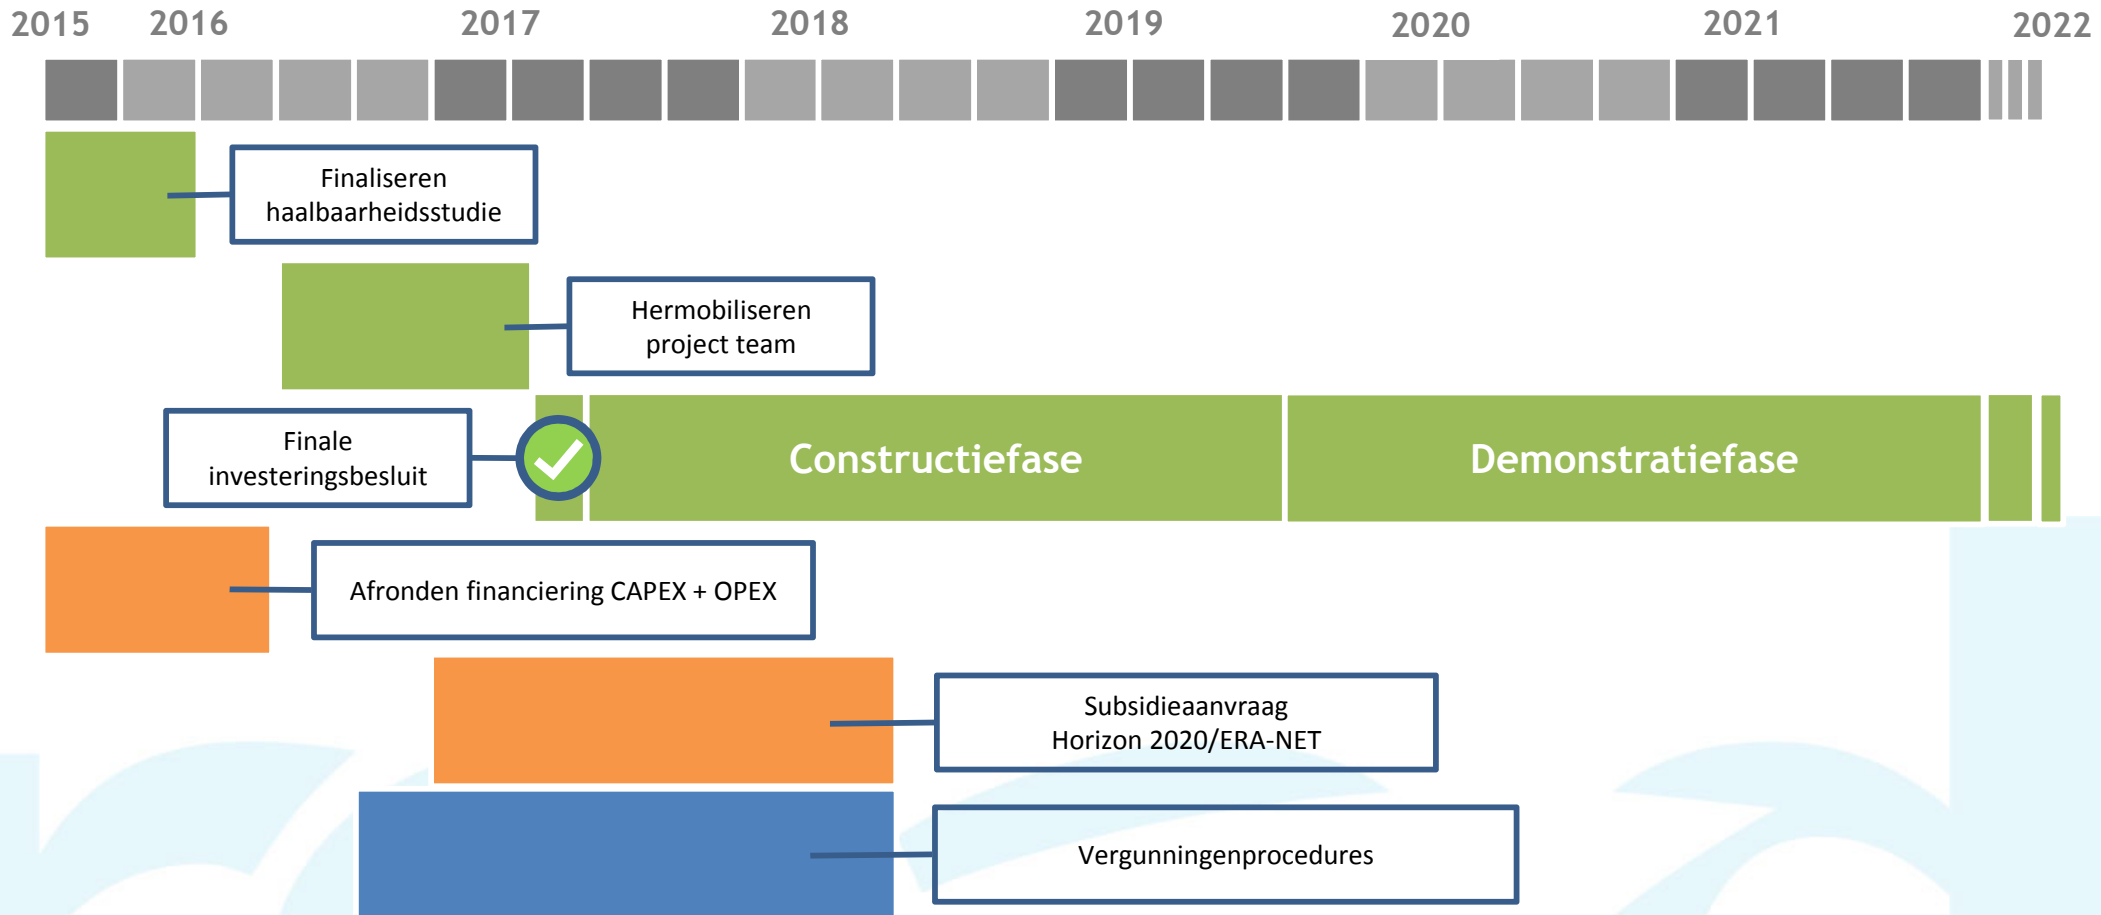 2015 2016 2017 2018 2019 2020 2021 2022
Finaliseren
haalbaarheidsstudie
Hermobiliseren
project team
Finale
investeringsbesluit
Constructiefase
Demonstratiefase
Afronden financiering CAPEX + OPEX
Subsidieaanvraag
Horizon 2020/ERA-NET
Vergunningenprocedures